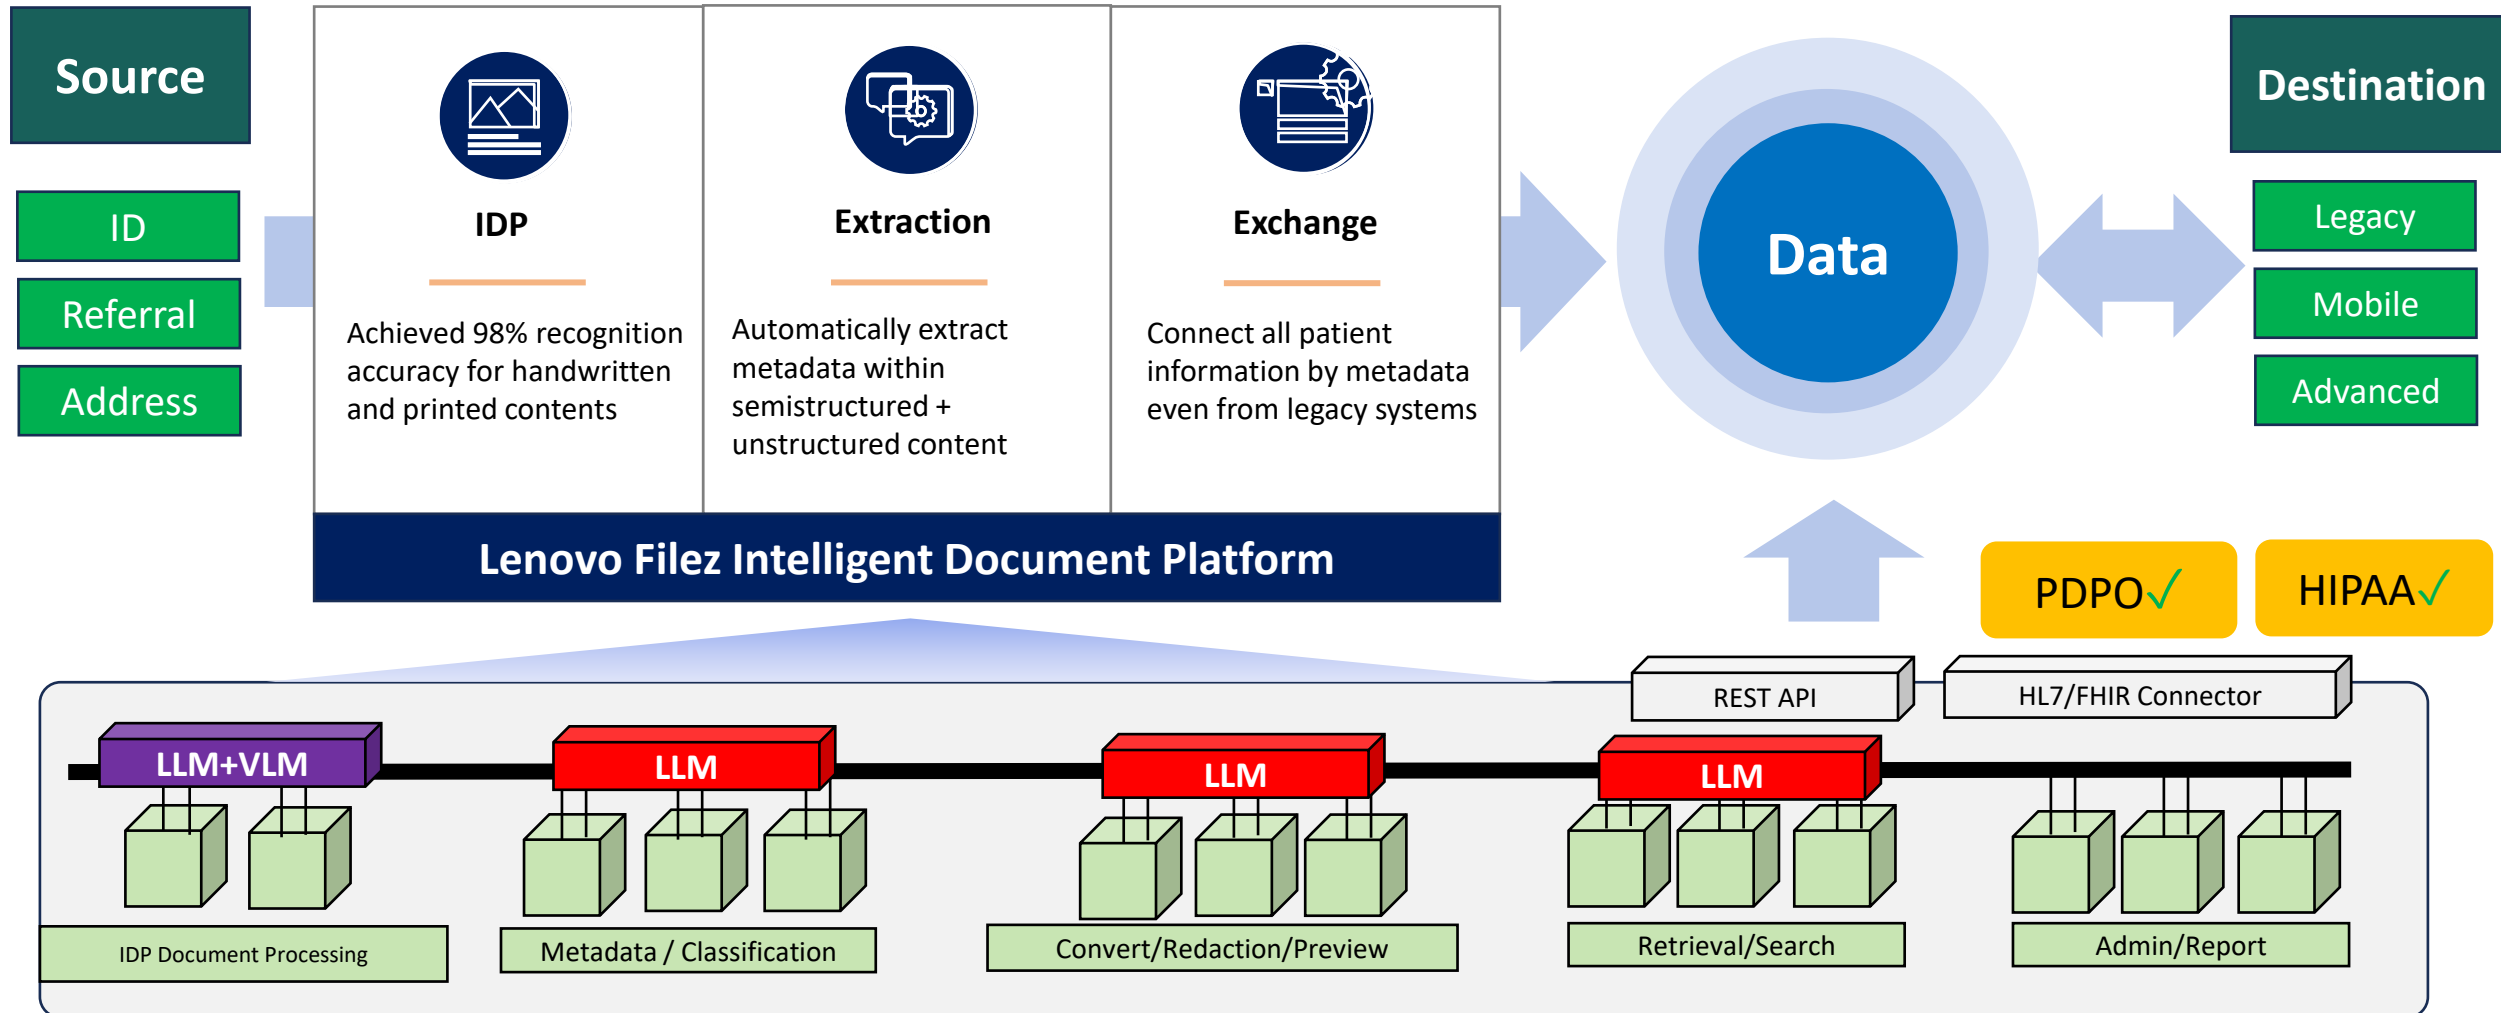 Source
ID
Referral
Address
IDP
Achieved 98% recognition
accuracy for handwritten
and printed contents
Extraction
Automatically extract
metadata within
semistructured +
unstructured content
Exchange
Connect all patient
information by metadata
even from legacy systems
Lenovo Filez Intelligent Document Platform
Data
Destination
Legacy
Mobile
Advanced
PDPO✓
HIPAA✓
REST API
HL7/FHIR Connector
LLM+VLM
LLM
LLM
LLM
IDP Document Processing
Metadata / Classification
Convert/Redaction/Preview
Retrieval/Search
Admin/Report